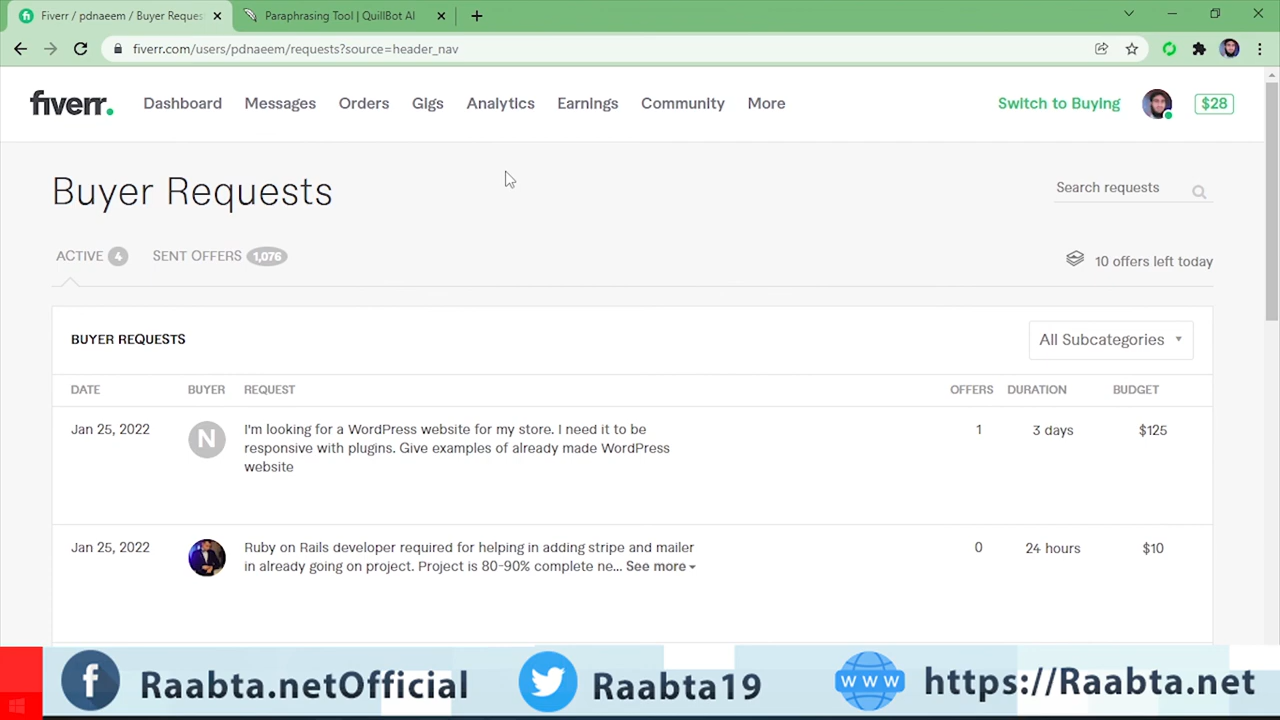 Fiverr / pdnaeem / Buyer Reques
Paraphrasing Tool | QuillBot AI
fiverr.com/users/pdnaeem/requests?source=header_nav
fiverr.
Dashboard
Messages
Orders
Gigs
Analytics
Earnings
Community
More
Switch to Buying
$28
Buyer Requests
Search requests
ACTIVE 4
SENT OFFERS 1,076
10 offers left today
BUYER REQUESTS
All Subcategories
DATE
BUYER
REQUEST
OFFERS
DURATION
BUDGET
Jan 25, 2022
N
I'm looking for a WordPress website for my store. I need it to be
responsive with plugins. Give examples of already made WordPress
website
1
3 days
$125
Jan 25, 2022
Ruby on Rails developer required for helping in adding stripe and mailer
in already going on project. Project is 80-90% complete ne... See more
0
24 hours
$10
f
Raabta.netOfficial
Raabta19
WWW
https://Raabta.net